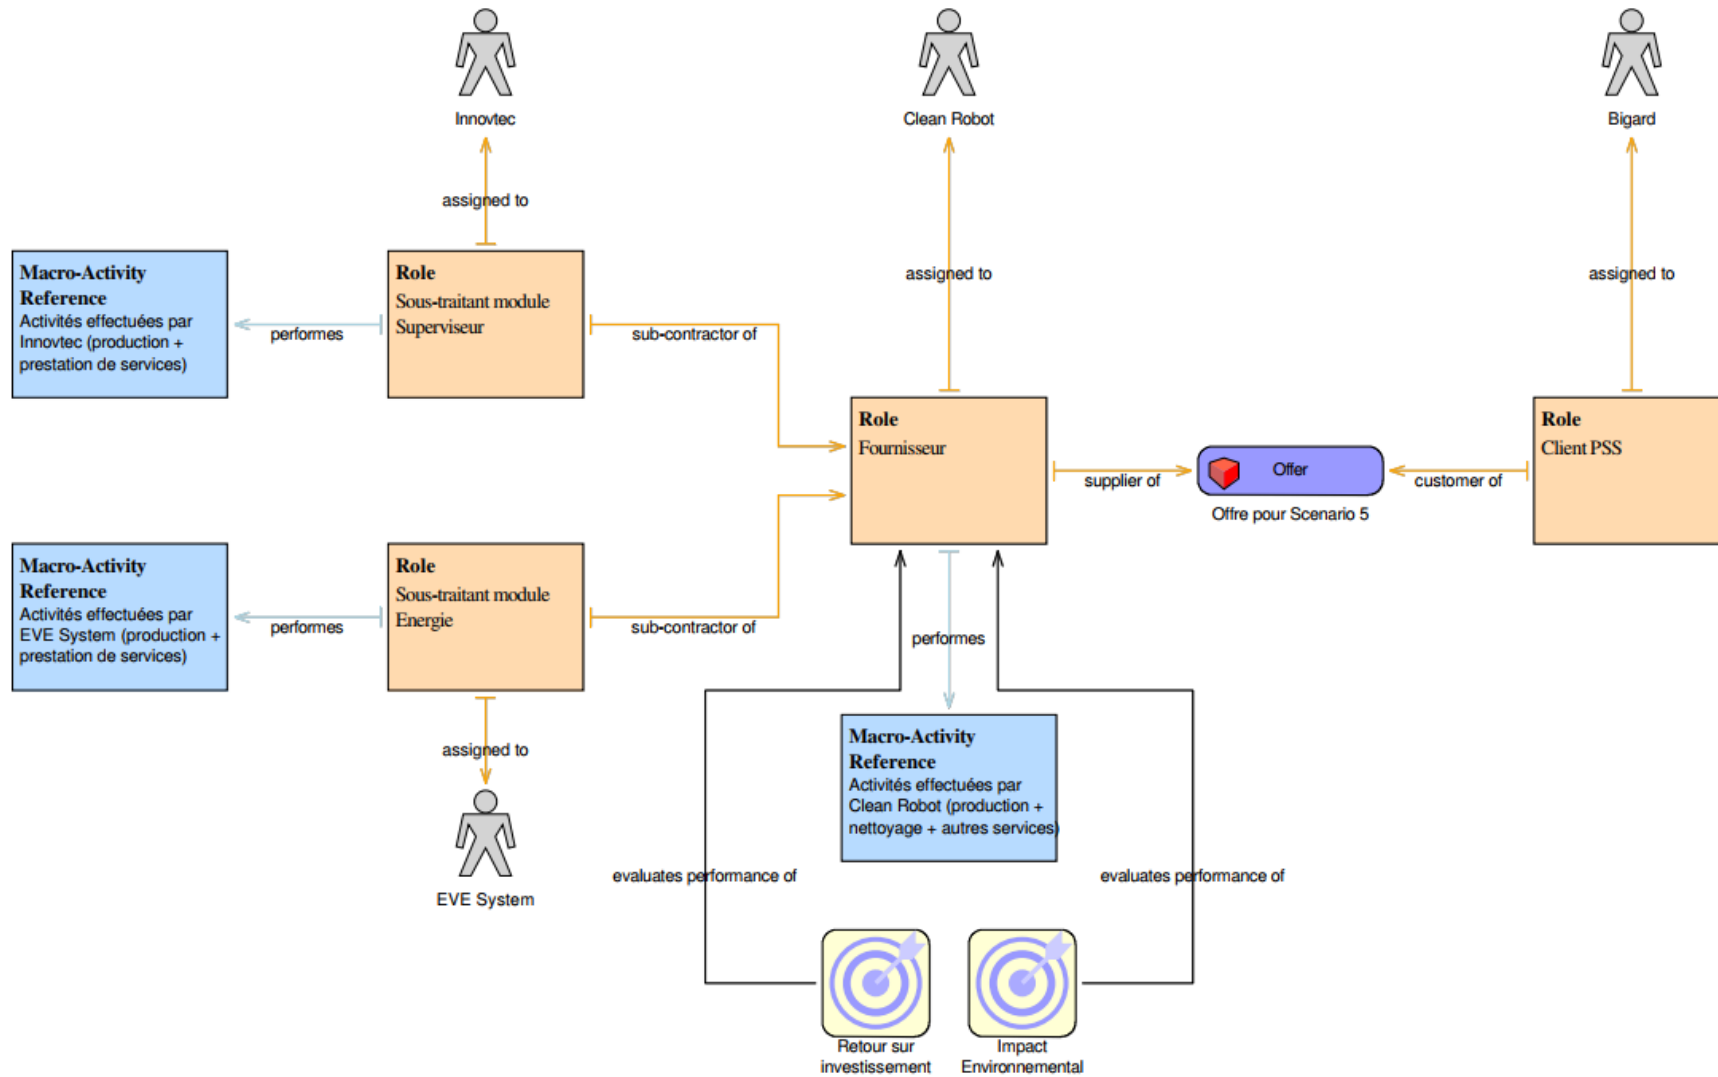 Innovtec
Clean Robot
Bigard
assigned to
assigned to
assigned to
Macro-Activity
Reference
Activités effectuées par
Innovtec (production +
prestation de services)
performes
Role
Sous-traitant module
Superviseur
sub-contractor of
Role
Fournisseur
supplier of
Offer
Offre pour Scenario 5
customer of
Role
Client PSS
Macro-Activity
Reference
Activités effectuées par
EVE System (production +
prestation de services)
performes
Role
Sous-traitant module
Energie
sub-contractor of
performes
assigned to
EVE System
Macro-Activity
Reference
Activités effectuées par
Clean Robot (production +
nettoyage + autres services)
evaluates performance of
evaluates performance of
Retour sur
investissement
Impact
Environnemental